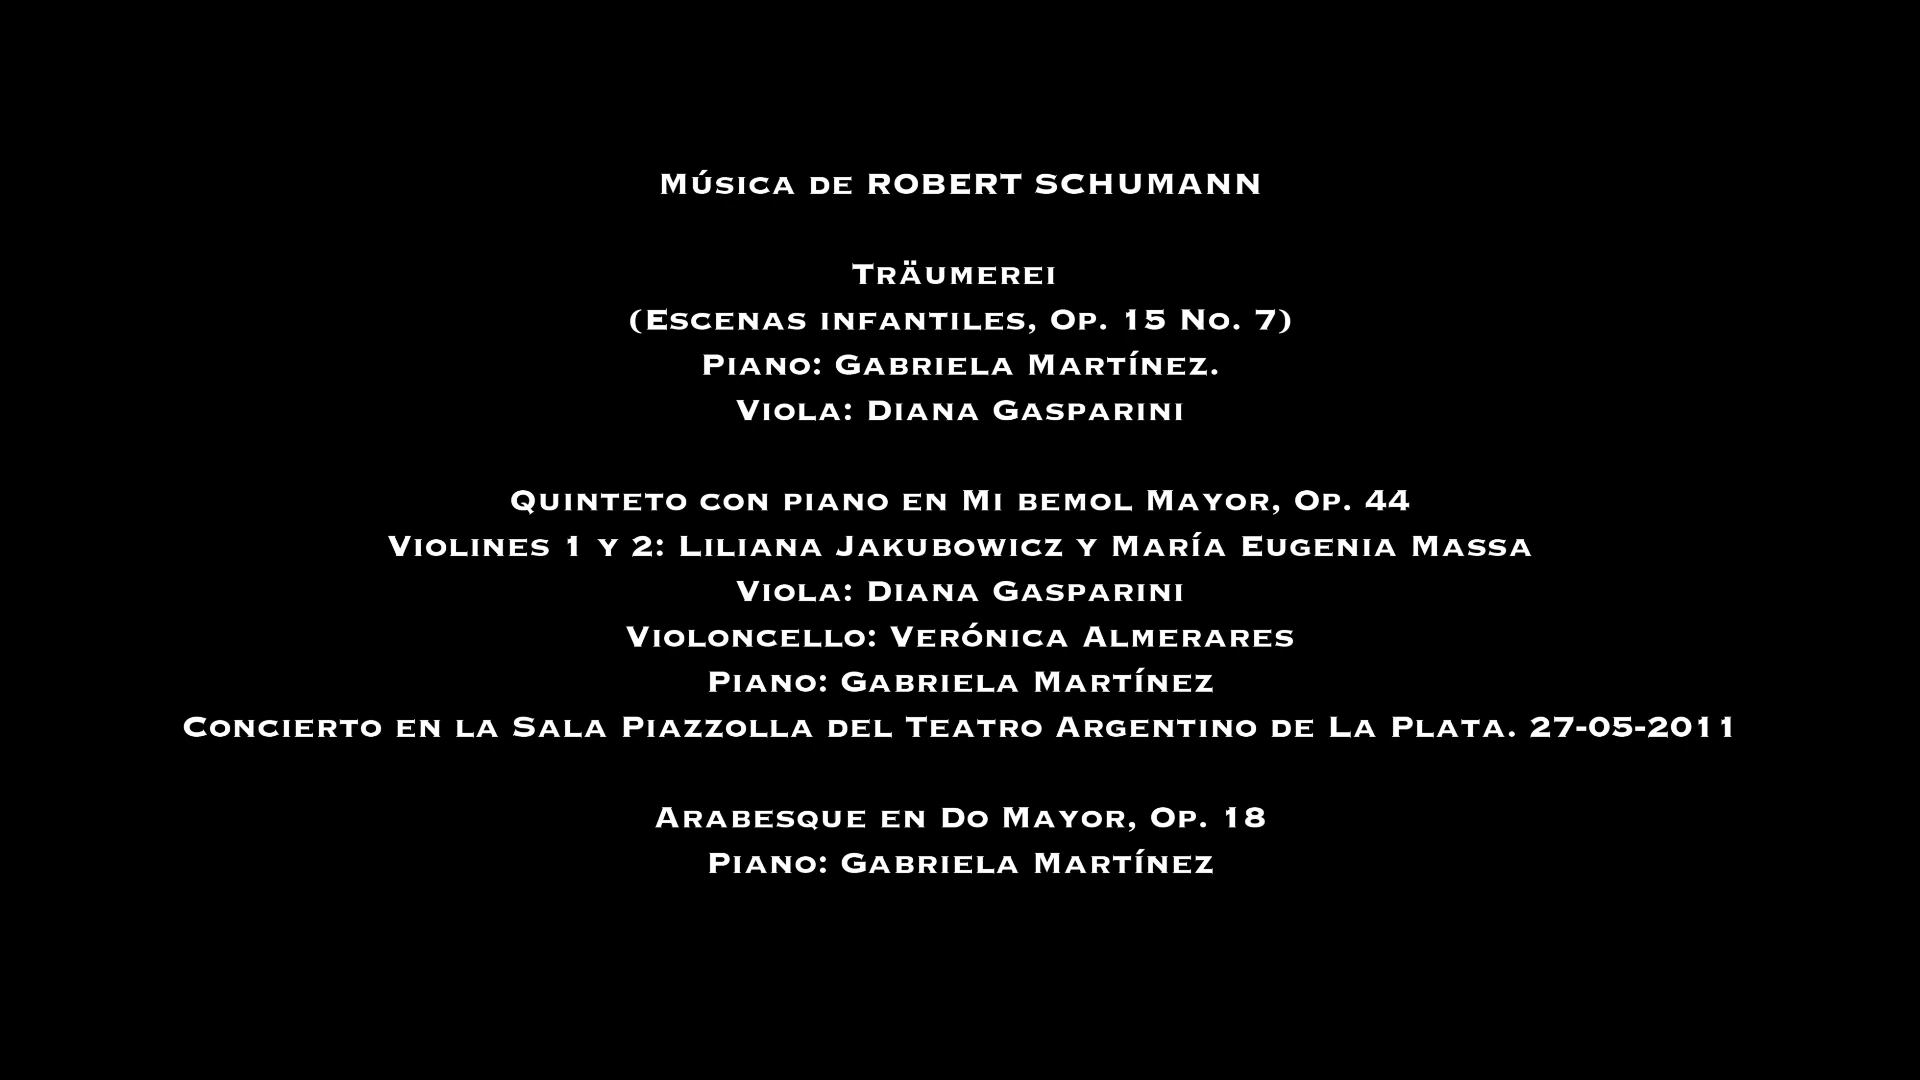 Música de ROBERT SCHUMANN
Träumerei
(Escenas infantiles, Op. 15 No. 7)
Piano: Gabriela Martínez.
Viola: Diana Gasparini
Quinteto con piano en Mi bemol Mayor, Op. 44
Violines 1 y 2: Liliana Jakubowicz y María Eugenia Massa
Viola: Diana Gasparini
Violoncello: Verónica Almerares
Piano: Gabriela Martínez
Concierto en la Sala Piazzolla del Teatro Argentino de La Plata. 27-05-2011
Arabesque en Do Mayor, Op. 18
Piano: Gabriela Martínez